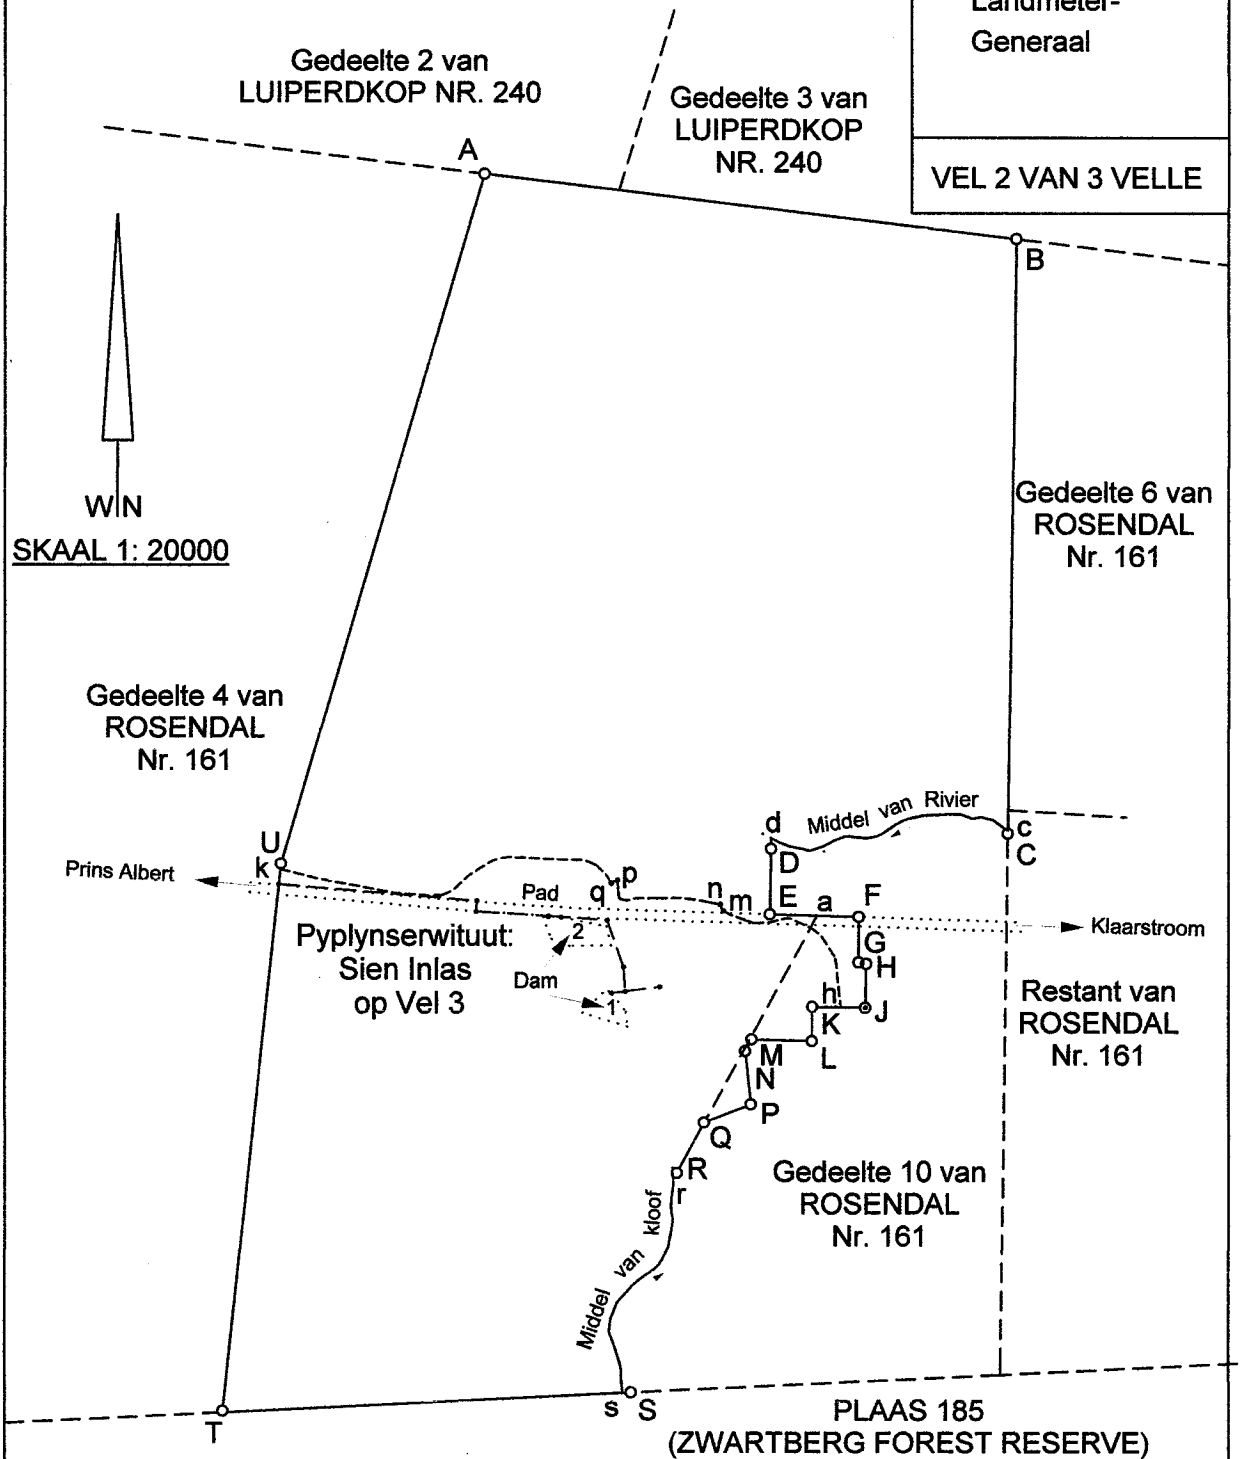 Landmeter-
Generaal
VEL 2 VAN 3 VELLE
Gedeelte 2 van
LUIPERDKOP NR. 240
Gedeelte 3 van
LUIPERDKOP
NR. 240
A
B
WN
SKAAL 1: 20000
Gedeelte 6 van
ROSENDAL
Nr. 161
Gedeelte 4 van
ROSENDAL
Nr. 161
d
Middel van Rivier
c
C
D
U
k
Prins Albert
Pad
q
p
n
m
E
a
F
Klaarstroom
G
H
Pyplynserwituut:
Sien Inlas
op Vel 3
2
Dam
1
h
K
J
L
M
N
P
Q
R
r
Restant van
ROSENDAL
Nr. 161
Gedeelte 10 van
ROSENDAL
Nr. 161
Middel van kloof
T
s
S
PLAAS 185
(ZWARTBERG FOREST RESERVE)